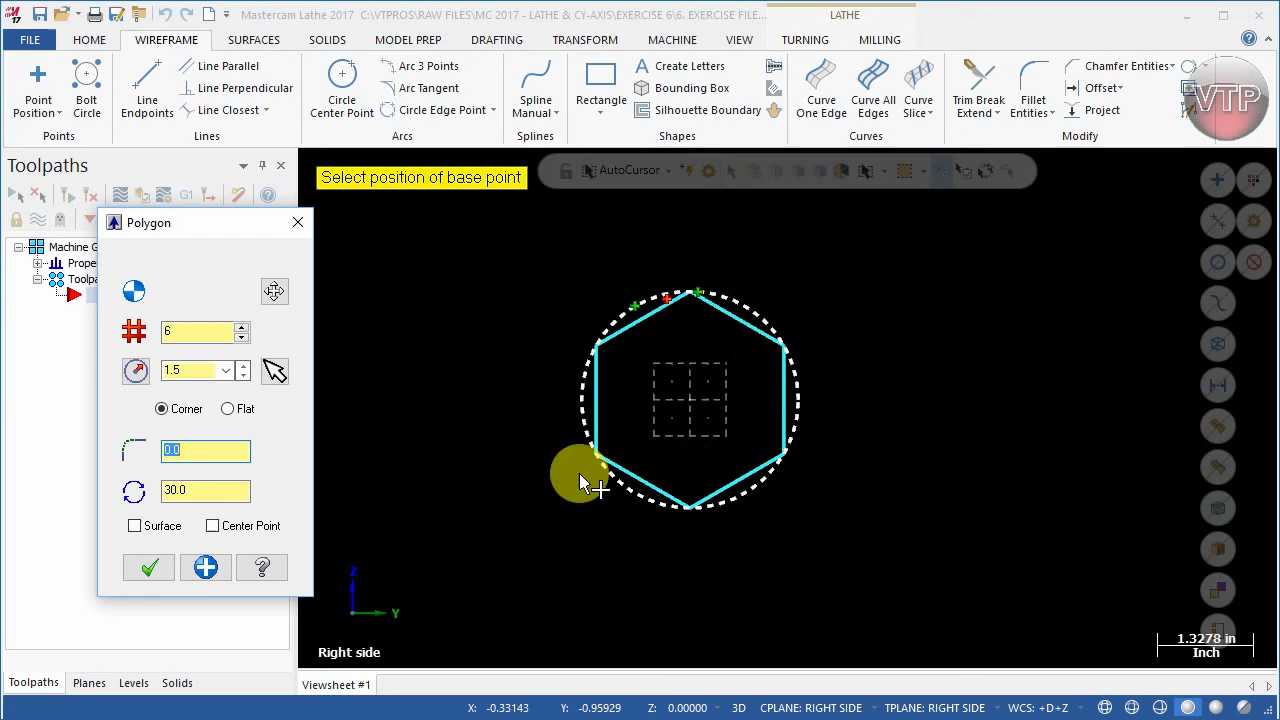 Mastercam Lathe 2017 C:\VTPROS\RAW FILES\MC 2017 - LATHE & CY-AXIS\EXERCISE 6\6. EXERCISE FILE...
LATHE
FILE HOME WIREFRAME SURFACES SOLIDS MODEL PREP DRAFTING TRANSFORM MACHINE VIEW TURNING MILLING
Line Parallel Arc 3 Points Create Letters Chamfer Entities
Line Perpendicular Arc Tangent Bounding Box Offset
Line Closest Circle Edge Point Silhouette Boundary Project
Point Position
Bolt Circle
Line Endpoints
Circle Center Point
Spline Manual
Rectangle
Curve One Edge
Curve All Edges
Curve Slice
Trim Break Extend
Fillet Entities
VTP
Points Lines Arcs Splines Shapes Curves Modify
Toolpaths
Select position of base point
AutoCursor
G1
Polygon
Machine G
Prope
Toolpa
6
1.5
Corner Flat
0.0
30.0
Surface Center Point
Z
Y
Right side
1.3278 in
Inch
Toolpaths Planes Levels Solids
Viewsheet #1
X: -0.33143 Y: -0.95929 Z: 0.00000 3D CPLANE: RIGHT SIDE TPLANE: RIGHT SIDE WCS: +D+Z